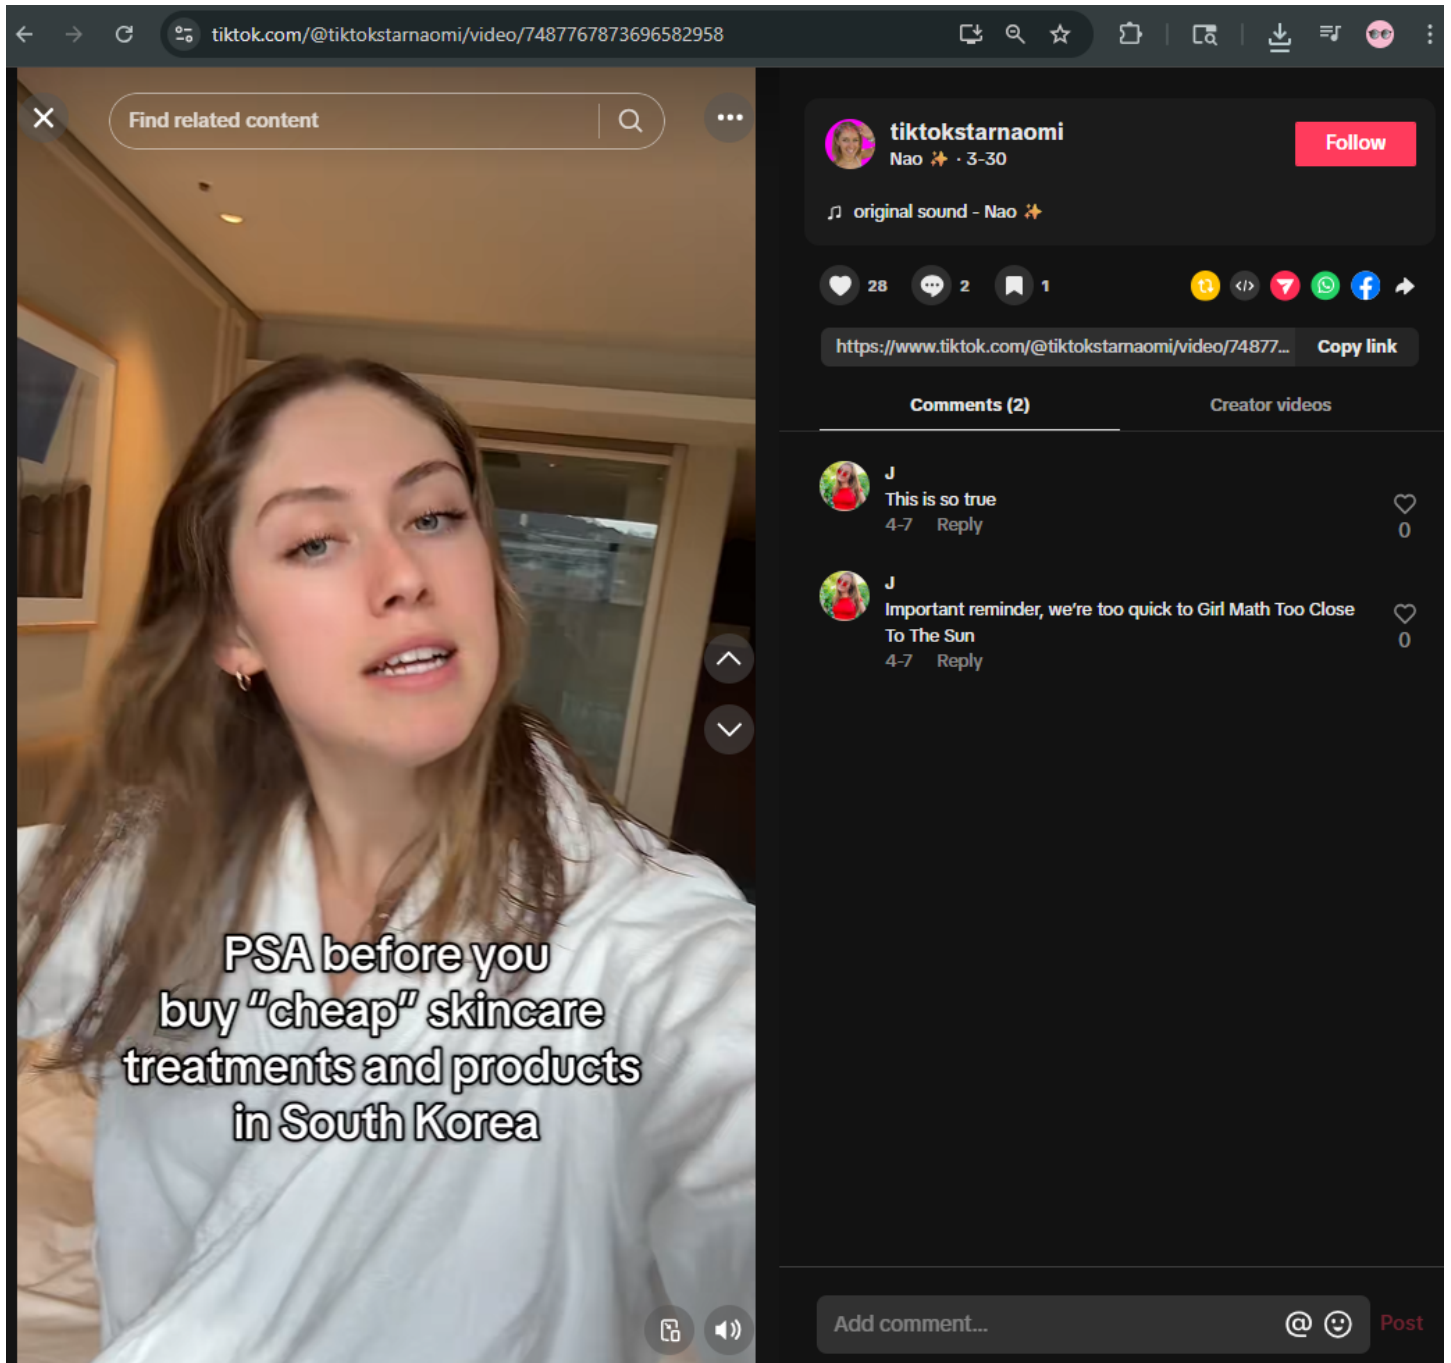 tiktok.com/@tiktokstarnaomi/video/7487767873696582958
Find related content
PSA before you
buy “cheap” skincare
treatments and products
in South Korea
tiktokstarnaomi
Nao ✨ · 3-30
Follow
original sound - Nao ✨
28
2
1
https://www.tiktok.com/@tiktokstarnaomi/video/74877...
Copy link
Comments (2)
Creator videos
J
This is so true
4-7 Reply
0
J
Important reminder, we're too quick to Girl Math Too Close
To The Sun
4-7 Reply
0
Add comment...
Post